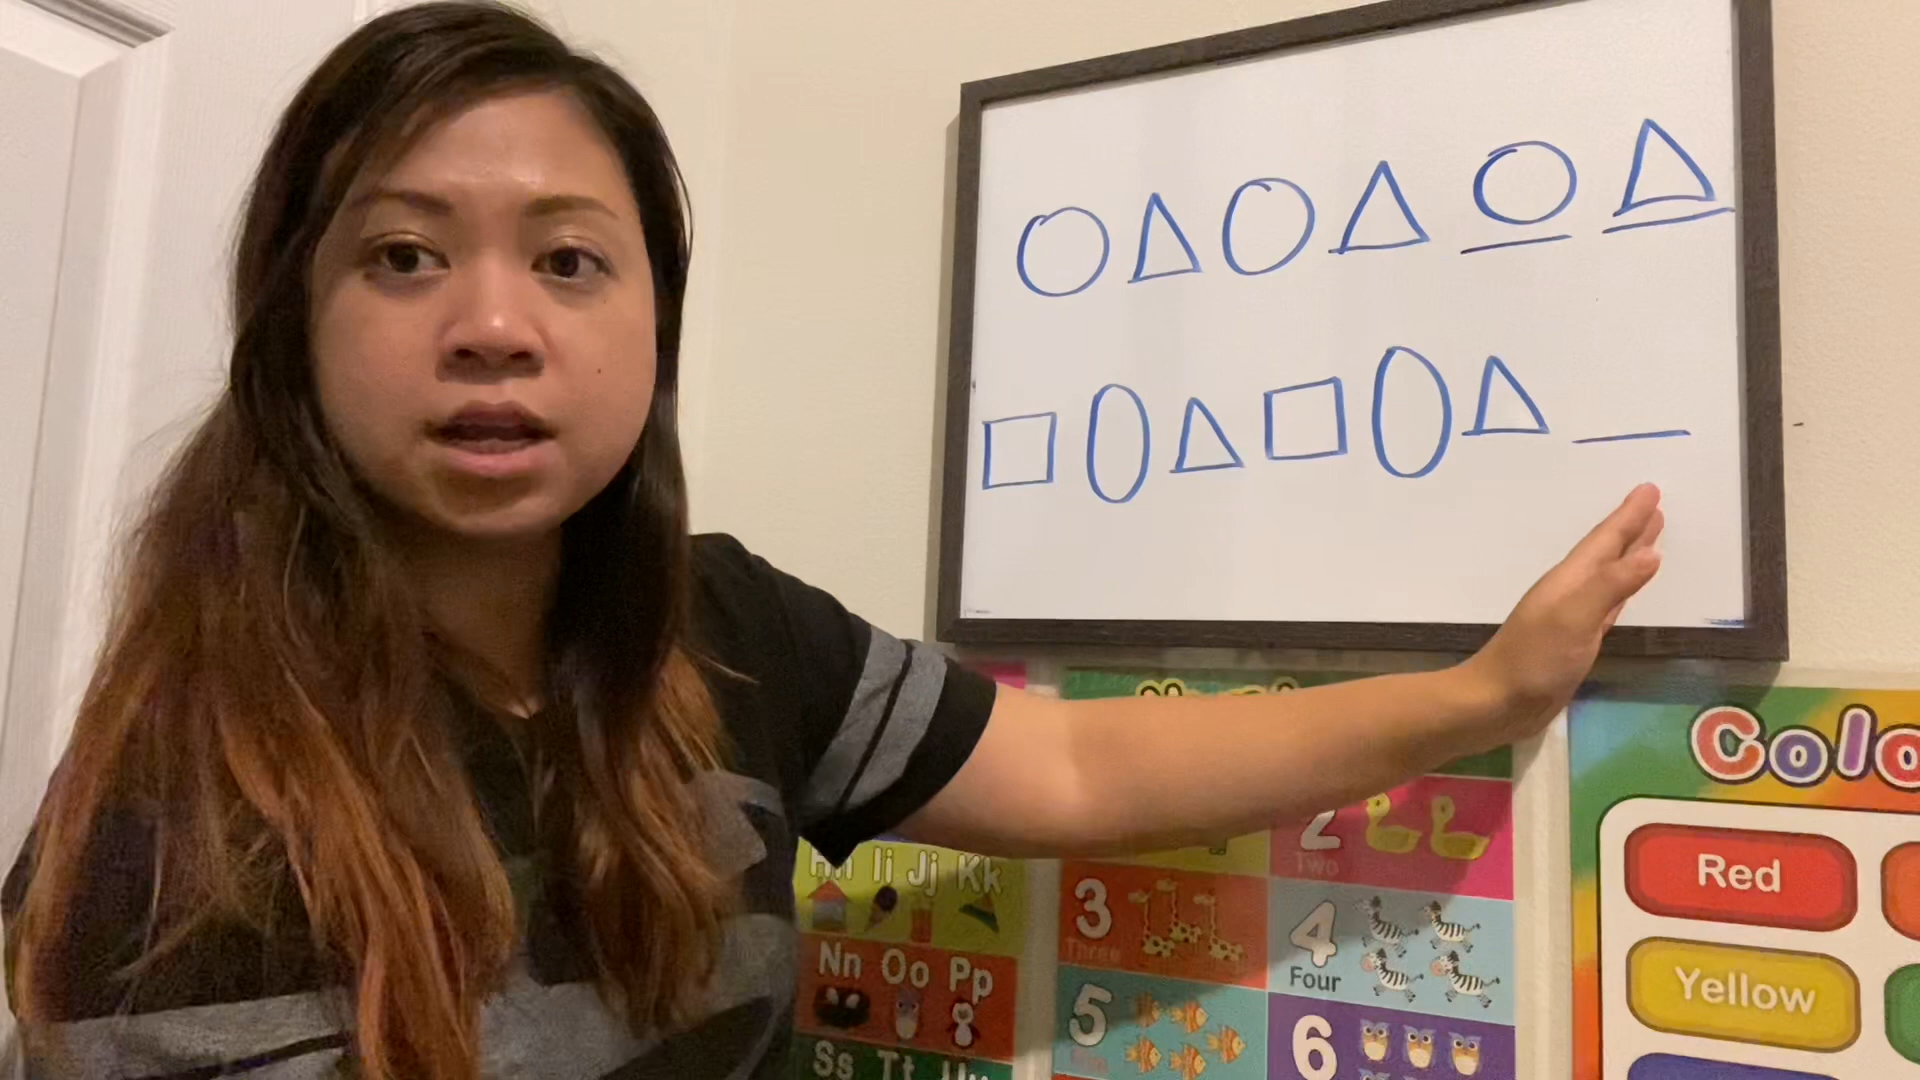 Colo
Red
Yellow
Ii Jj Kk
Nn Oo Pp
Ss Tt
2
Two
3
Three
4
Four
5
6